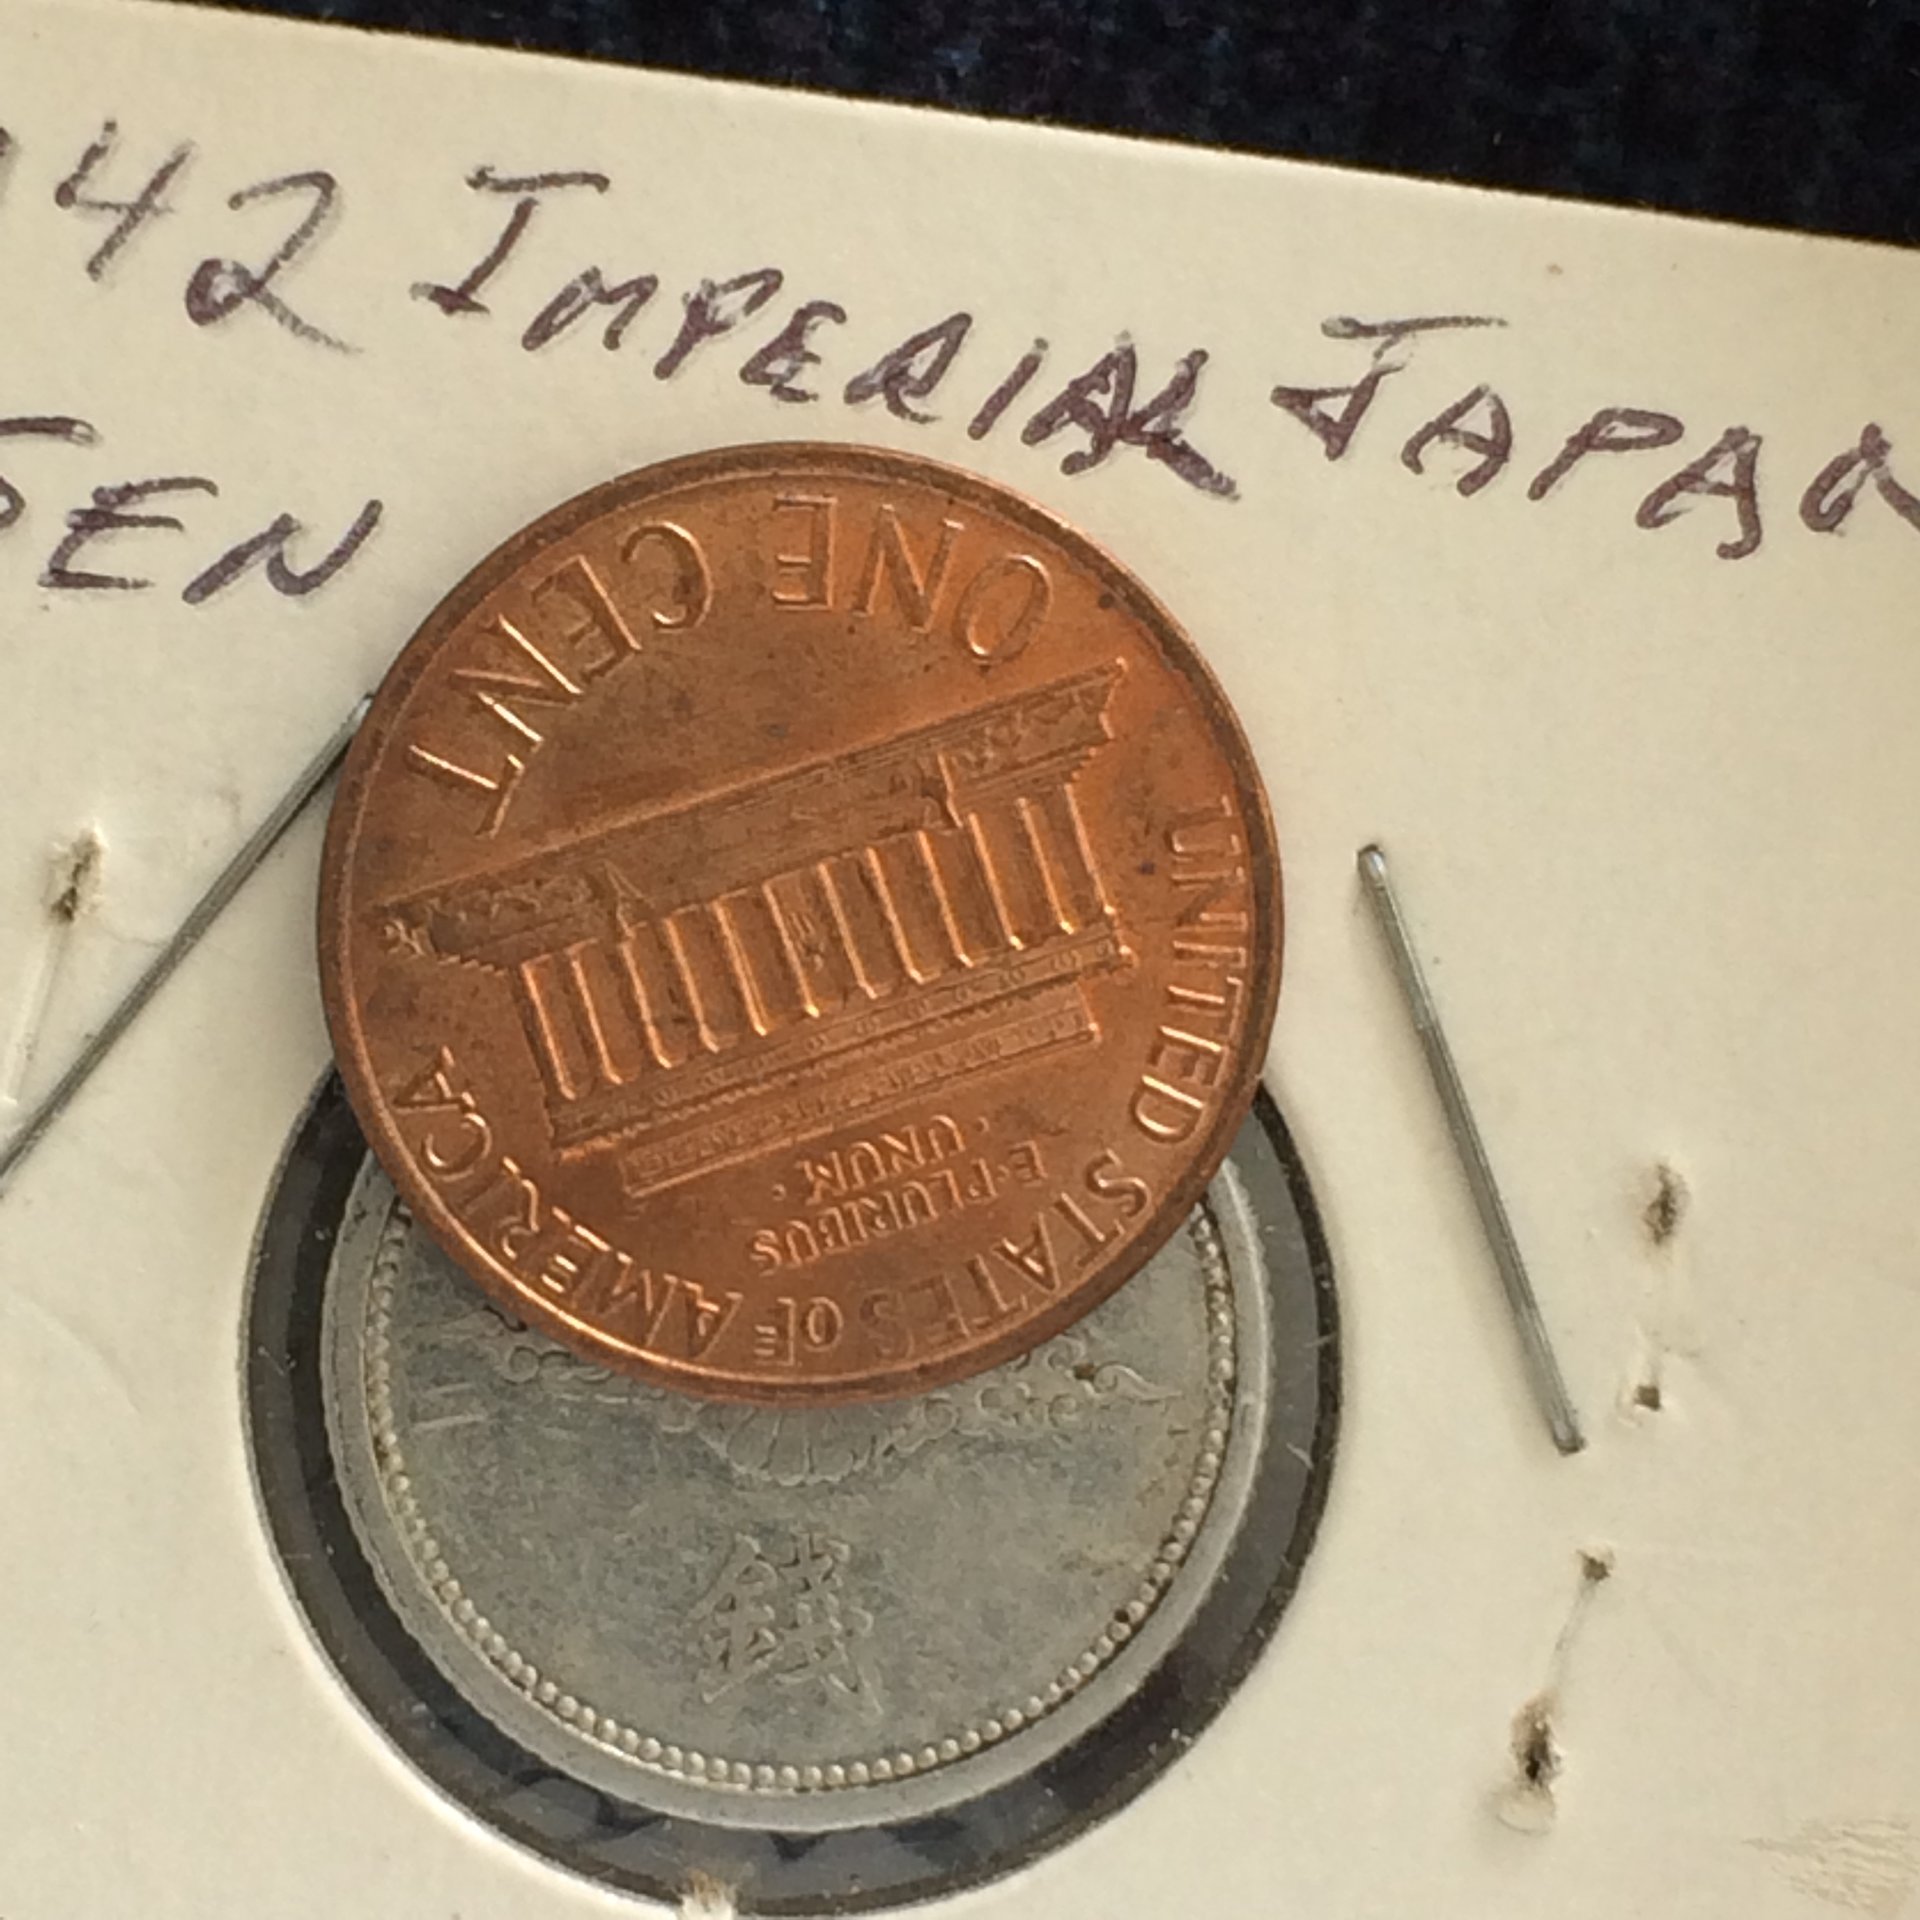 42 IMPERIAL JAPAN
SEN
ONE CENT
UNITED STATES OF AMERICA
E·PLURIBUS
·UNUM·
錢